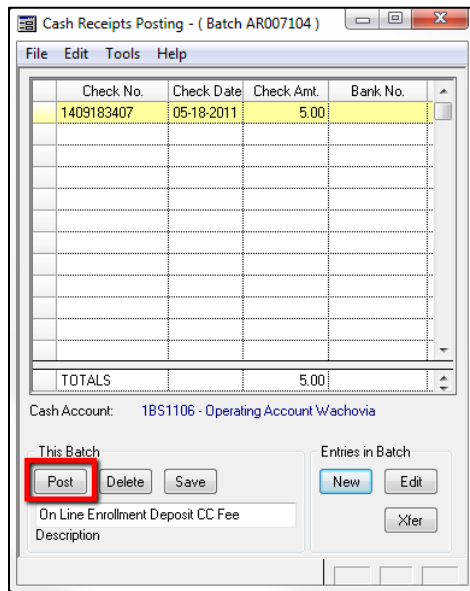 Cash Receipts Posting - ( Batch AR007104 )
File Edit Tools Help
Check No. Check Date Check Amt. Bank No.
1409183407 05-18-2011 5.00
TOTALS 5.00
Cash Account: 1BS1106 - Operating Account Wachovia
This Batch Entries in Batch
Post Delete Save New Edit
On Line Enrollment Deposit CC Fee Xfer
Description